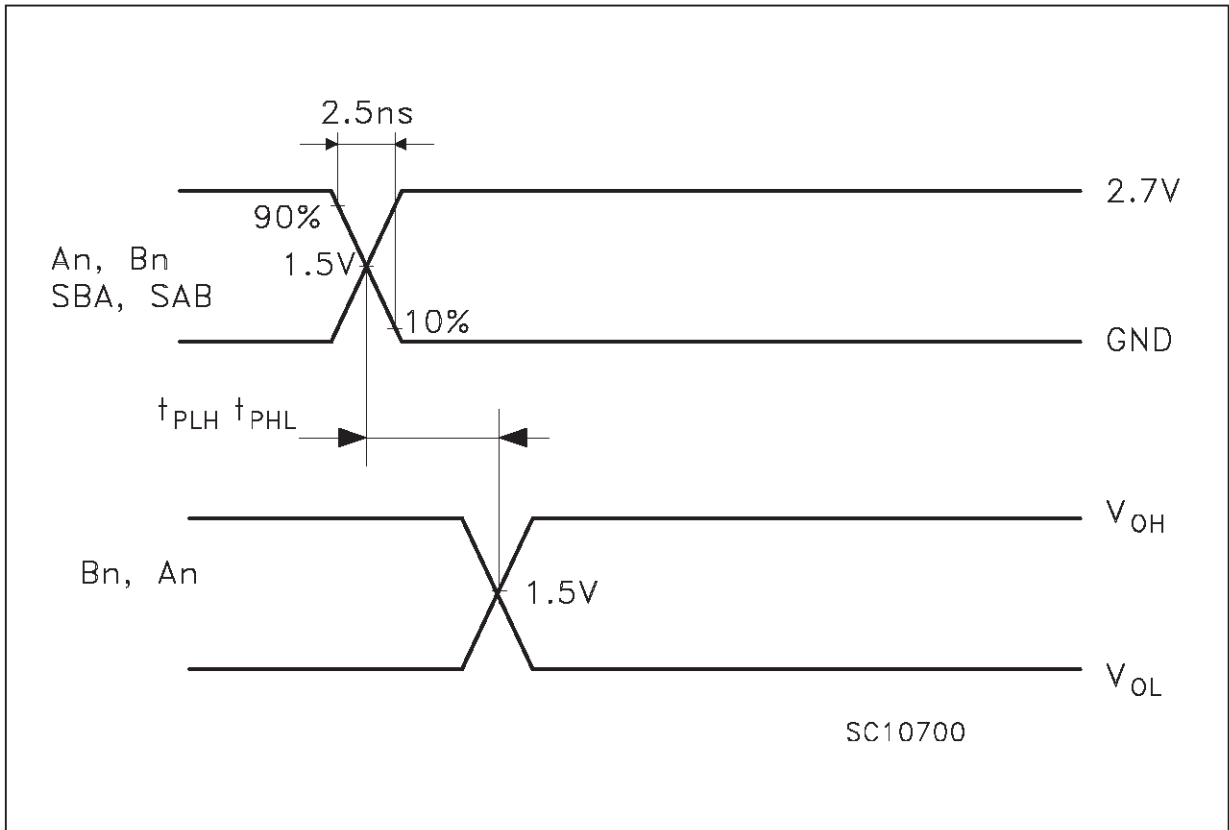 2.5ns
2.7V
90%
An, Bn
SBA, SAB
1.5V
10%
GND
tPLH tPHL
VOH
Bn, An
1.5V
VOL
SC10700